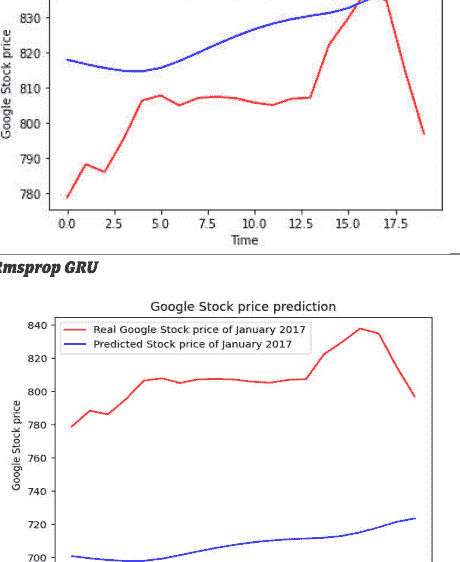 830
820
810
800
790
780
Google Stock price
0.0 2.5 5.0 7.5 10.0 12.5 15.0 17.5
Time
Rmsprop GRU
Google Stock price prediction
Real Google Stock price of January 2017
Predicted Stock price of January 2017
840
820
800
780
760
740
720
700
Google Stock price